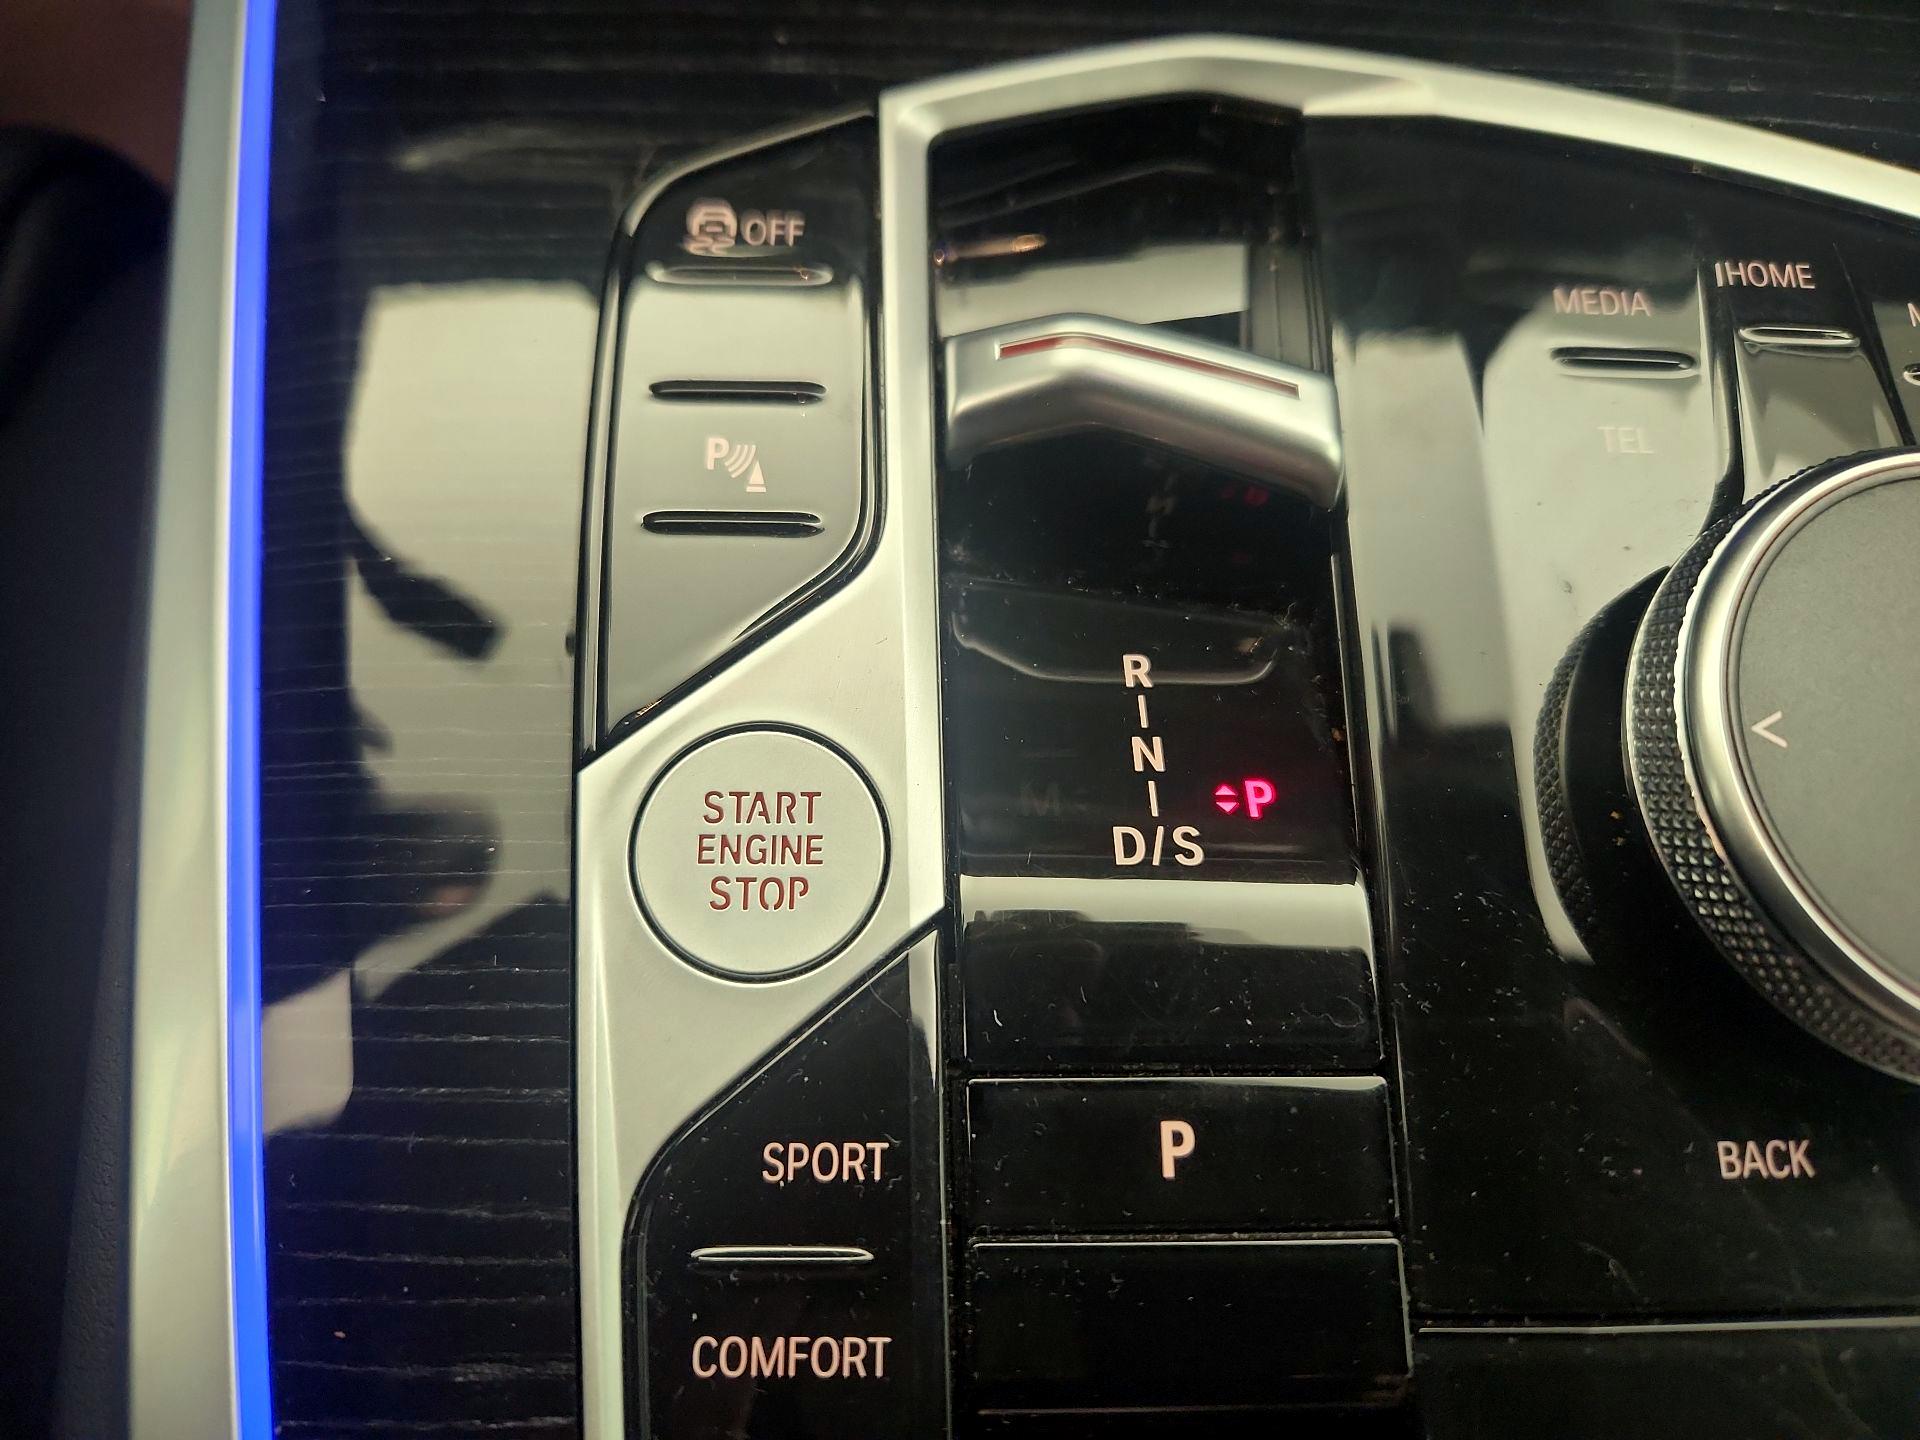 OFF
P
START
ENGINE
STOP
SPORT
COMFORT
R
N
M
D/S
P
P
MEDIA
HOME
TEL
<
BACK